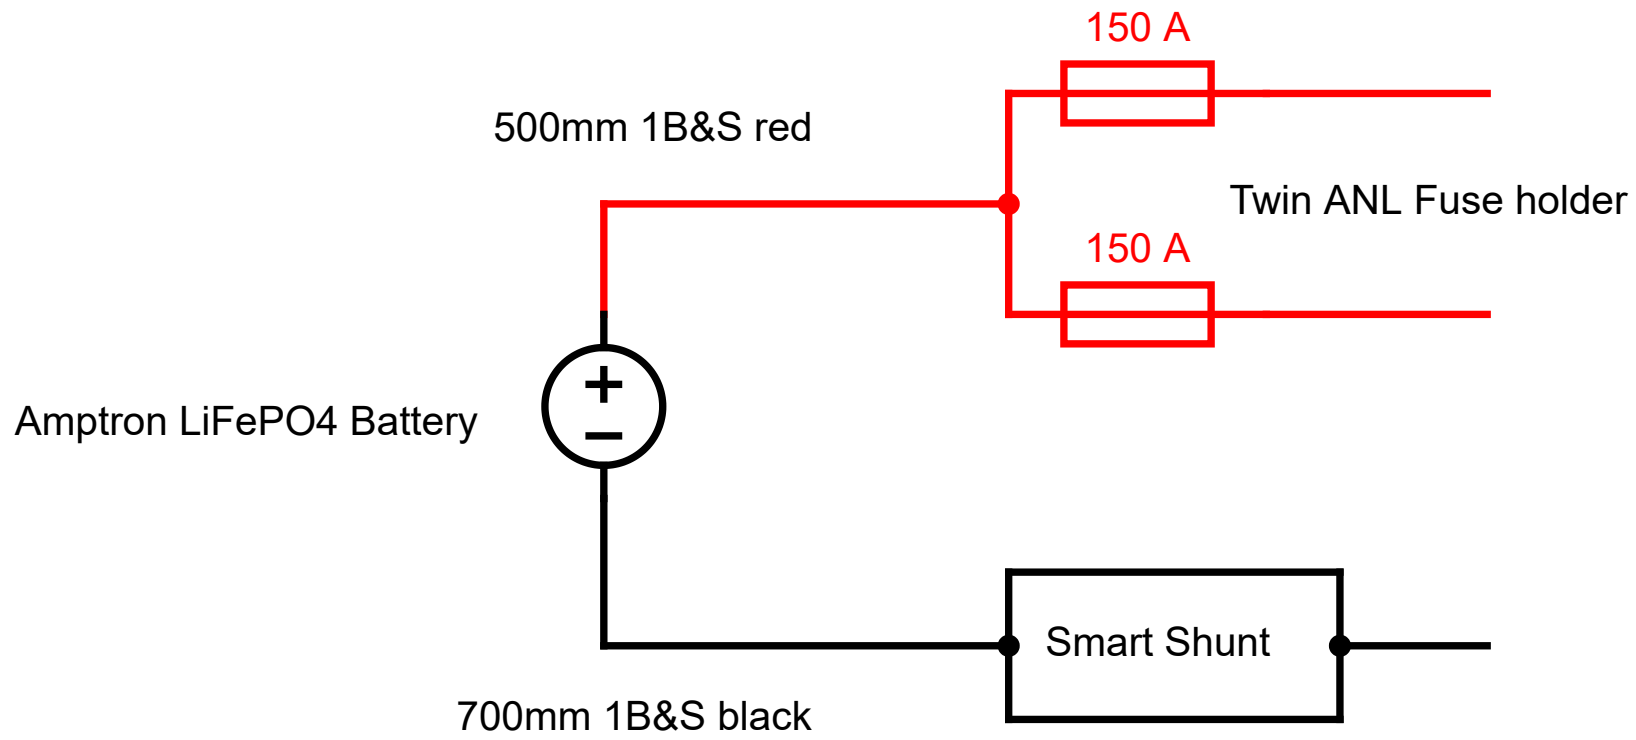 150 A
500mm 1B&S red
Twin ANL Fuse holder
150 A
Amptron LiFePO4 Battery
Smart Shunt
700mm 1B&S black